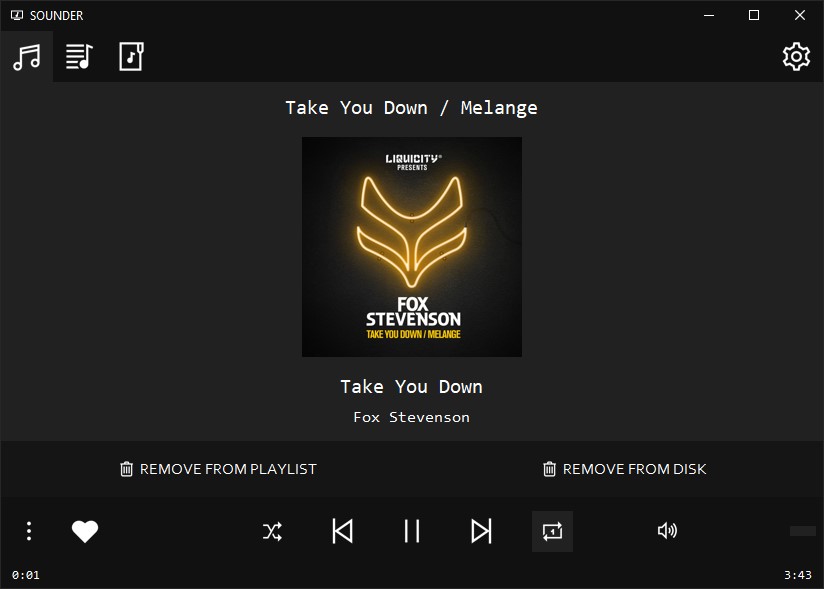 SOUNDER
Take You Down / Melange
LIQUICITY®
PRESENTS
FOX
STEVENSON
TAKE YOU DOWN / MELANGE
Take You Down
Fox Stevenson
REMOVE FROM PLAYLIST
REMOVE FROM DISK
1
0:01
3:43